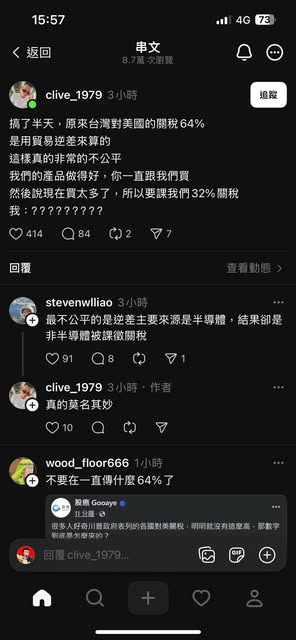 15:57
4G 73
返回
串文
8.7萬 次瀏覽
clive_1979 3小時
追蹤
搞了半天，原來台灣對美國的關稅64%
是用貿易逆差來算的
這樣真的非常的不公平
我們的產品做得好，你一直跟我們買
然後說現在買太多了，所以要課我們32%關稅
我：?????????
414 84 2 7
回覆
查看動態
stevenwlliao 3小時
最不公平的是逆差主要來源是半導體，結果卻是
非半導體被課徵關稅
91 8 1
clive_1979 3小時·作者
真的莫名其妙
10
wood_floor666 1小時
不要在一直傳什麼64%了
股癌 Gooaye
11 分鐘
很多人好奇川普政府表列的各國對美關稅，明明就沒有這麼高，那數字
到底是怎麼來的？
回覆 clive_1979...
GIF